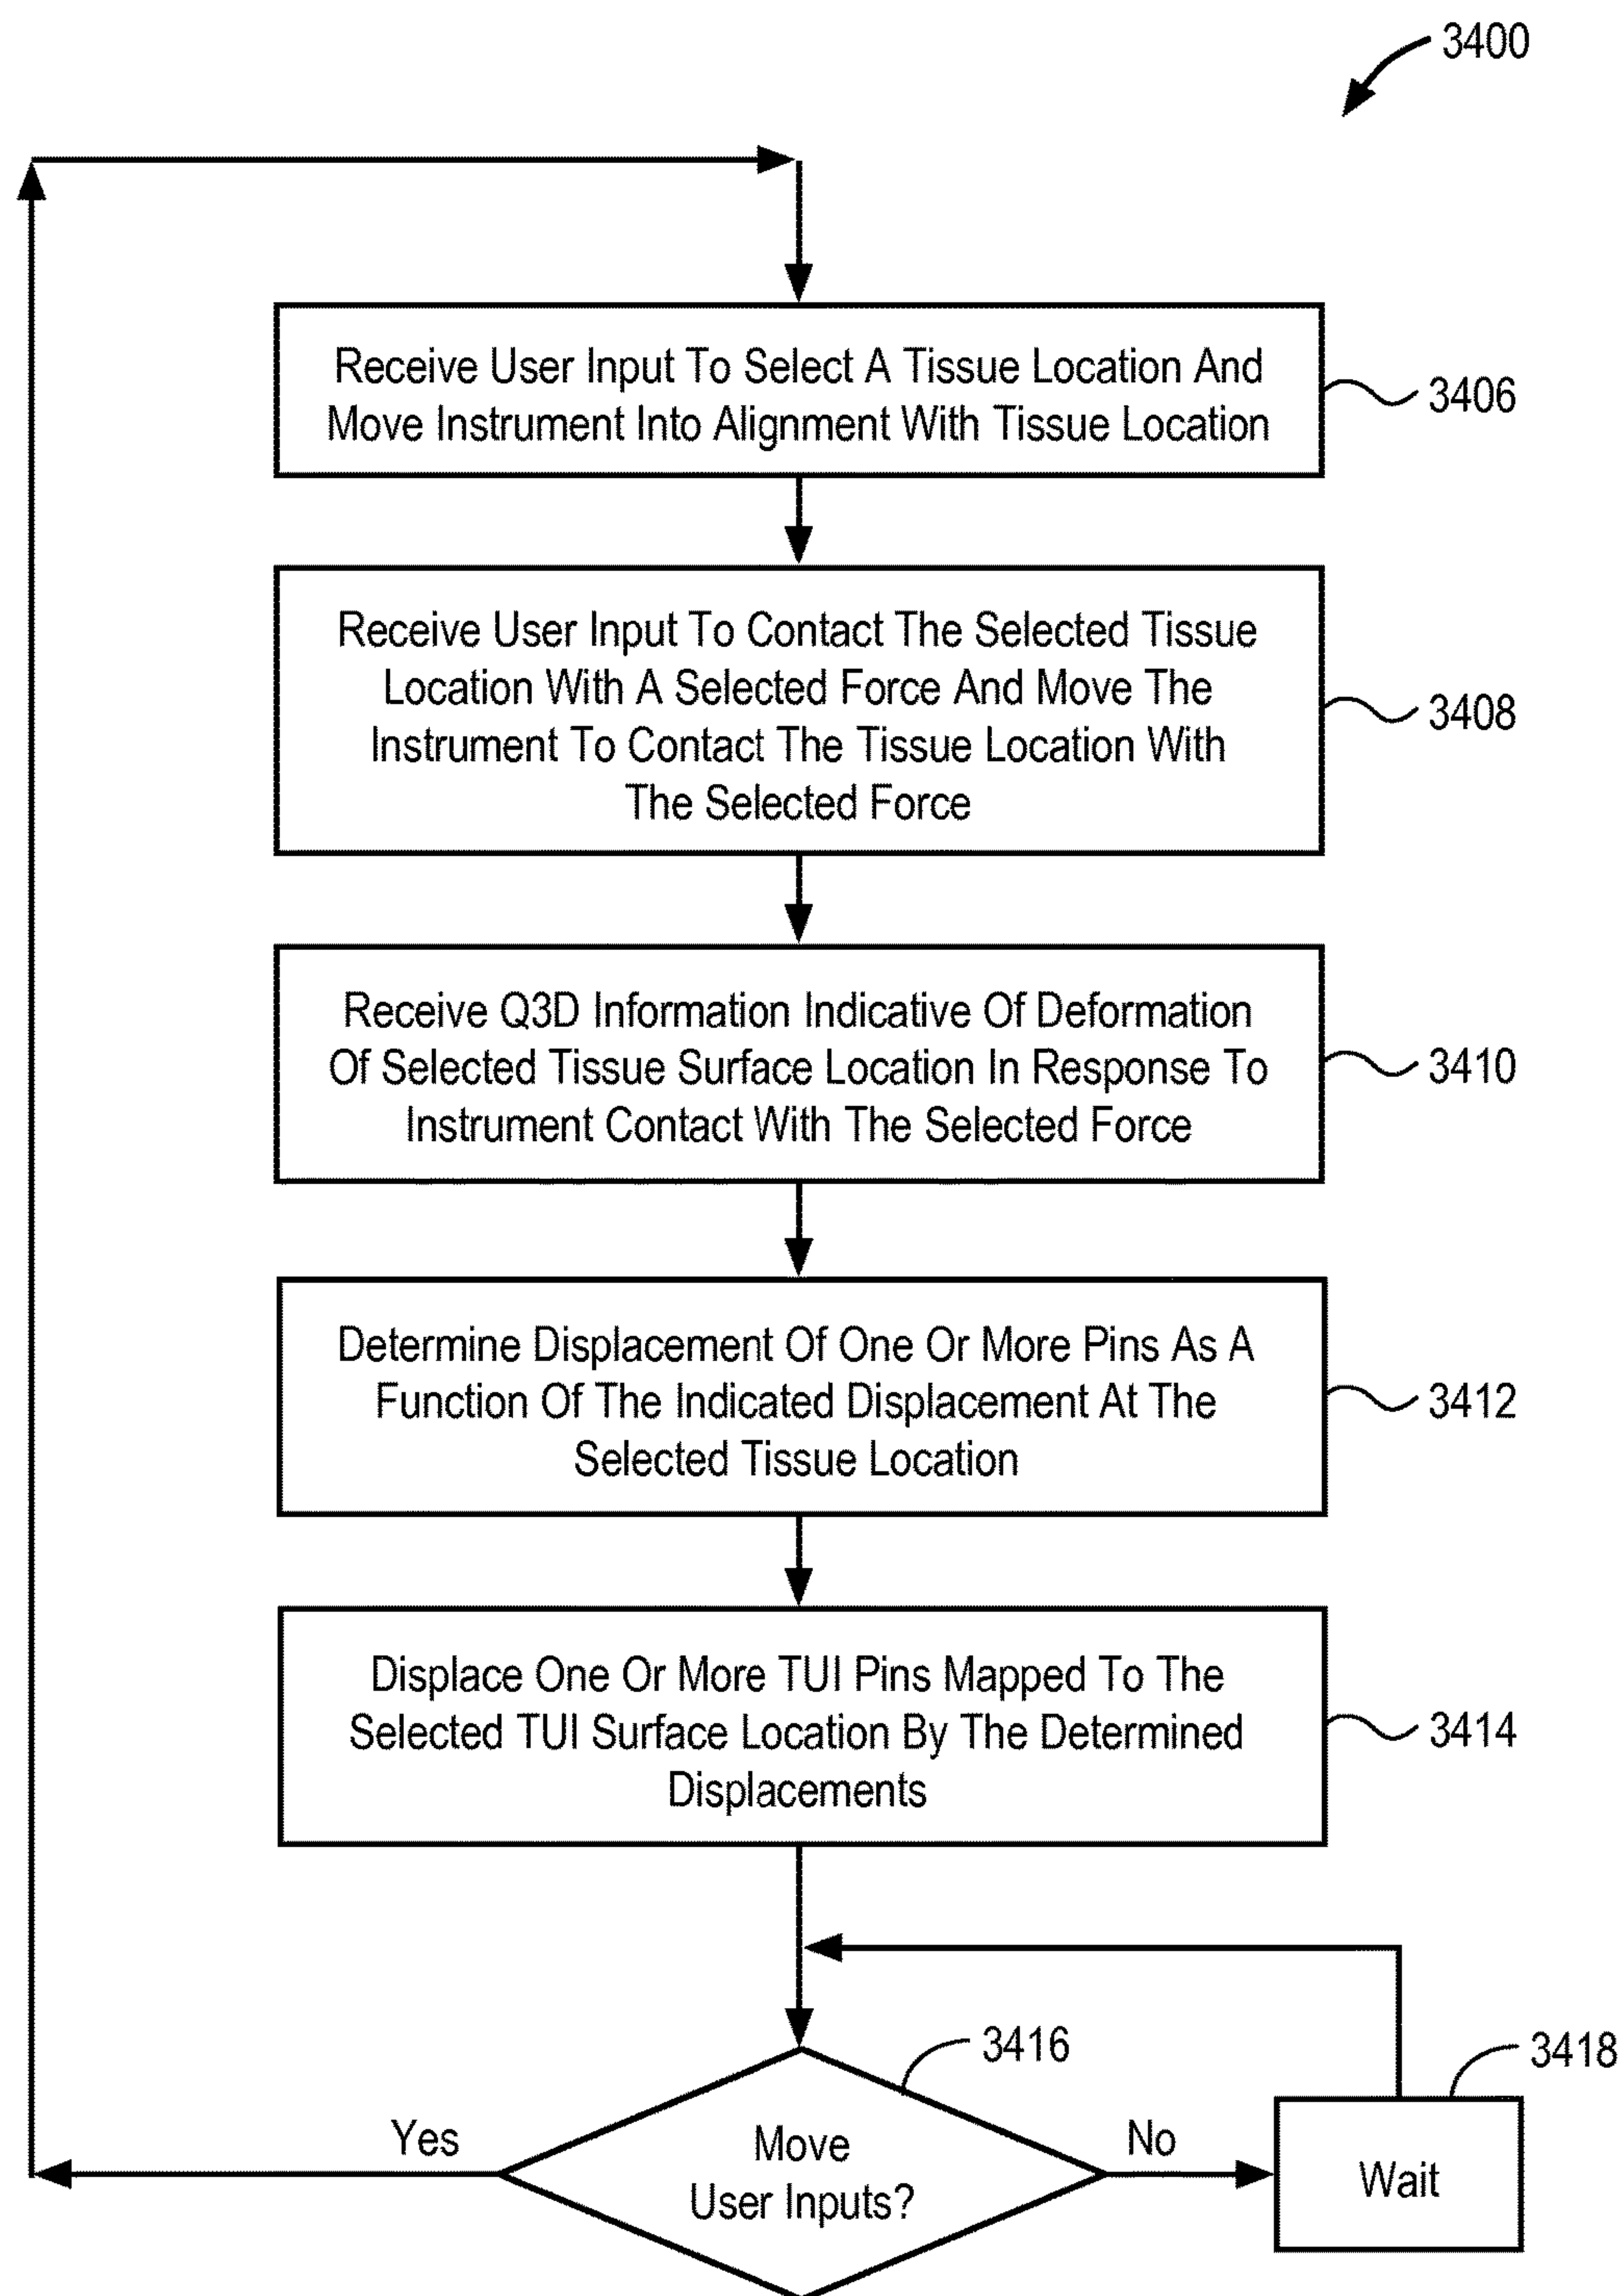 3400
Receive User Input To Select A Tissue Location And
Move Instrument Into Alignment With Tissue Location
3406
Receive User Input To Contact The Selected Tissue
Location With A Selected Force And Move The
Instrument To Contact The Tissue Location With
The Selected Force
3408
Receive Q3D Information Indicative Of Deformation
Of Selected Tissue Surface Location In Response To
Instrument Contact With The Selected Force
3410
Determine Displacement Of One Or More Pins As A
Function Of The Indicated Displacement At The
Selected Tissue Location
3412
Displace One Or More TUI Pins Mapped To The
Selected TUI Surface Location By The Determined
Displacements
3414
3416
3418
Yes
Move
User Inputs?
No
Wait